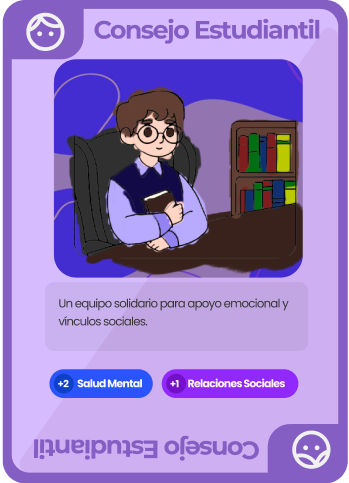 Consejo Estudiantil
Un equipo solidario para apoyo emocional y
vínculos sociales.
+2 Salud Mental
+1 Relaciones Sociales
Consejo Estudiantil